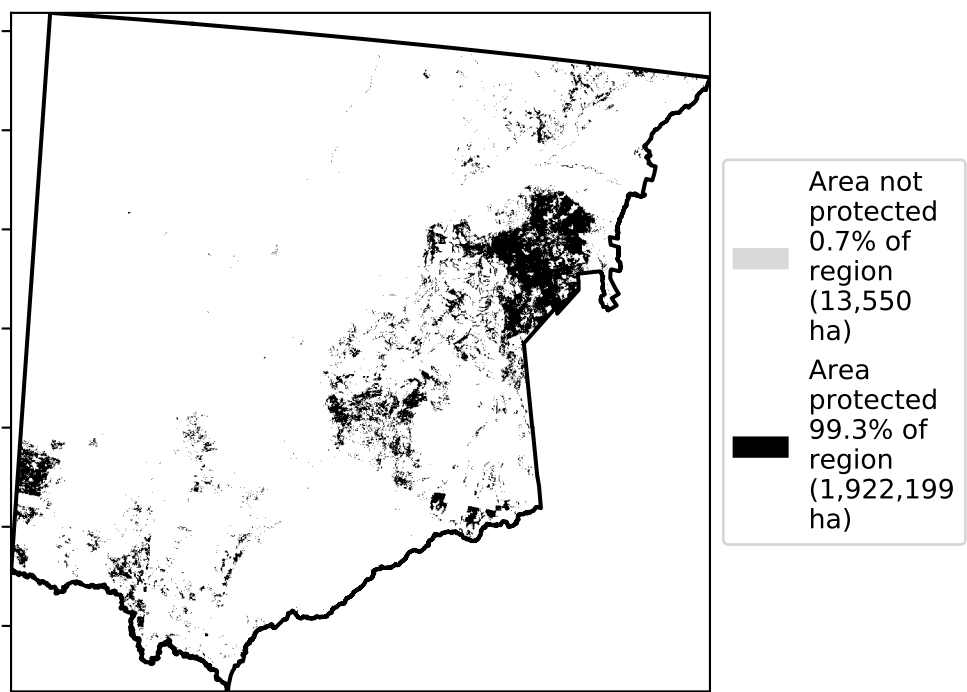 Area not
protected
0.7% of
region
(13,550
ha)
Area
protected
99.3% of
region
(1,922,199
ha)